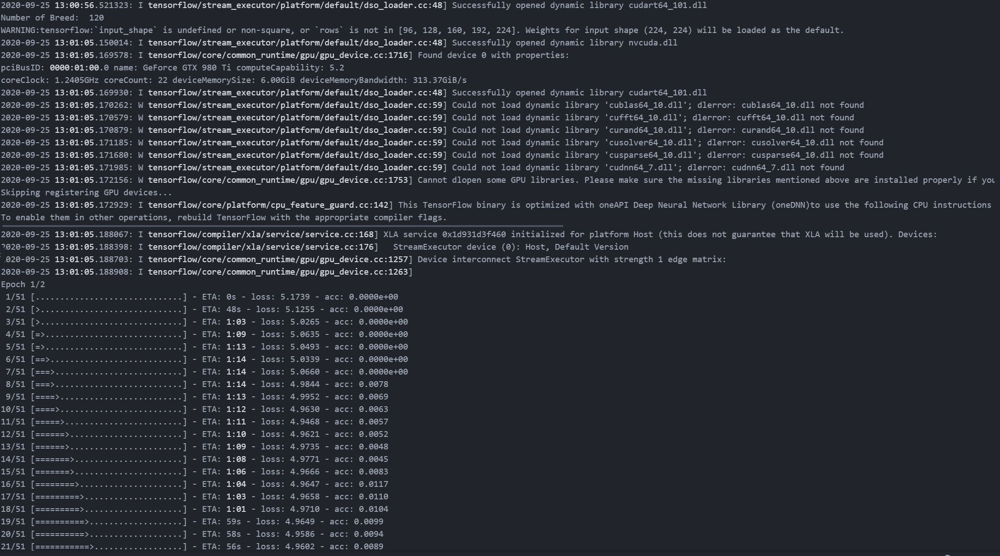 2020-09-25 13:00:56.521323: I tensorflow/stream_executor/platform/default/dso_loader.cc:48] Successfully opened dynamic library cudart64_101.dll
Number of Breed:  120
WARNING:tensorflow:`input_shape` is undefined or non-square, or `rows` is not in [96, 128, 160, 192, 224]. Weights for input shape (224, 224) will be loaded as the default.
2020-09-25 13:01:05.150014: I tensorflow/stream_executor/platform/default/dso_loader.cc:48] Successfully opened dynamic library nvcuda.dll
2020-09-25 13:01:05.169578: I tensorflow/core/common_runtime/gpu/gpu_device.cc:1716] Found device 0 with properties:
pciBusID: 0000:01:00.0 name: GeForce GTX 980 Ti computeCapability: 5.2
coreClock: 1.2405GHz coreCount: 22 deviceMemorySize: 6.00GiB deviceMemoryBandwidth: 313.37GiB/s
2020-09-25 13:01:05.169930: I tensorflow/stream_executor/platform/default/dso_loader.cc:48] Successfully opened dynamic library cudart64_101.dll
2020-09-25 13:01:05.170262: W tensorflow/stream_executor/platform/default/dso_loader.cc:59] Could not load dynamic library 'cublas64_10.dll'; dlerror: cublas64_10.dll not found
2020-09-25 13:01:05.170579: W tensorflow/stream_executor/platform/default/dso_loader.cc:59] Could not load dynamic library 'cufft64_10.dll'; dlerror: cufft64_10.dll not found
2020-09-25 13:01:05.170879: W tensorflow/stream_executor/platform/default/dso_loader.cc:59] Could not load dynamic library 'curand64_10.dll'; dlerror: curand64_10.dll not found
2020-09-25 13:01:05.171185: W tensorflow/stream_executor/platform/default/dso_loader.cc:59] Could not load dynamic library 'cusolver64_10.dll'; dlerror: cusolver64_10.dll not found
2020-09-25 13:01:05.171680: W tensorflow/stream_executor/platform/default/dso_loader.cc:59] Could not load dynamic library 'cusparse64_10.dll'; dlerror: cusparse64_10.dll not found
2020-09-25 13:01:05.171985: W tensorflow/stream_executor/platform/default/dso_loader.cc:59] Could not load dynamic library 'cudnn64_7.dll'; dlerror: cudnn64_7.dll not found
2020-09-25 13:01:05.172156: W tensorflow/core/common_runtime/gpu/gpu_device.cc:1753] Cannot dlopen some GPU libraries. Please make sure the missing libraries mentioned above are installed properly if you
Skipping registering GPU devices...
2020-09-25 13:01:05.172929: I tensorflow/core/platform/cpu_feature_guard.cc:142] This TensorFlow binary is optimized with oneAPI Deep Neural Network Library (oneDNN)to use the following CPU instructions
To enable them in other operations, rebuild TensorFlow with the appropriate compiler flags.
2020-09-25 13:01:05.188067: I tensorflow/compiler/xla/service/service.cc:168] XLA service 0x1d931d3f460 initialized for platform Host (this does not guarantee that XLA will be used). Devices:
2020-09-25 13:01:05.188398: I tensorflow/compiler/xla/service/service.cc:176]   StreamExecutor device (0): Host, Default Version
2020-09-25 13:01:05.188703: I tensorflow/core/common_runtime/gpu/gpu_device.cc:1257] Device interconnect StreamExecutor with strength 1 edge matrix:
2020-09-25 13:01:05.188908: I tensorflow/core/common_runtime/gpu/gpu_device.cc:1263]
Epoch 1/2
1/51 [..............................] - ETA: 0s - loss: 5.1739 - acc: 0.0000e+00
2/51 [>.............................] - ETA: 48s - loss: 5.1255 - acc: 0.0000e+00
3/51 [>.............................] - ETA: 1:03 - loss: 5.0265 - acc: 0.0000e+00
4/51 [=>............................] - ETA: 1:09 - loss: 5.0635 - acc: 0.0000e+00
5/51 [=>............................] - ETA: 1:13 - loss: 5.0493 - acc: 0.0000e+00
6/51 [==>...........................] - ETA: 1:14 - loss: 5.0339 - acc: 0.0000e+00
7/51 [===>..........................] - ETA: 1:14 - loss: 5.0660 - acc: 0.0000e+00
8/51 [===>..........................] - ETA: 1:14 - loss: 4.9844 - acc: 0.0078
9/51 [====>.........................] - ETA: 1:13 - loss: 4.9952 - acc: 0.0069
10/51 [====>.........................] - ETA: 1:12 - loss: 4.9630 - acc: 0.0063
11/51 [=====>........................] - ETA: 1:11 - loss: 4.9468 - acc: 0.0057
12/51 [======>.......................] - ETA: 1:10 - loss: 4.9621 - acc: 0.0052
13/51 [======>.......................] - ETA: 1:09 - loss: 4.9735 - acc: 0.0048
14/51 [=======>......................] - ETA: 1:08 - loss: 4.9771 - acc: 0.0045
15/51 [=======>......................] - ETA: 1:06 - loss: 4.9666 - acc: 0.0083
16/51 [========>.....................] - ETA: 1:04 - loss: 4.9647 - acc: 0.0117
17/51 [=========>....................] - ETA: 1:03 - loss: 4.9658 - acc: 0.0110
18/51 [=========>....................] - ETA: 1:01 - loss: 4.9710 - acc: 0.0104
19/51 [==========>...................] - ETA: 59s - loss: 4.9649 - acc: 0.0099
20/51 [==========>...................] - ETA: 58s - loss: 4.9586 - acc: 0.0094
21/51 [===========>..................] - ETA: 56s - loss: 4.9602 - acc: 0.0089